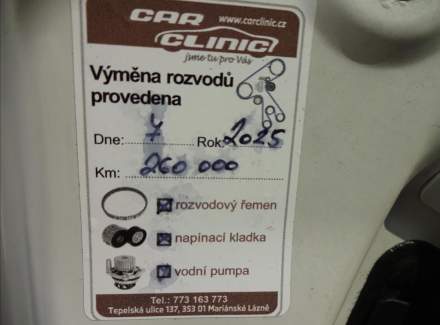 CAR
www.carclinic.cz
CLINIC
jsme tu pro Vás
Výměna rozvodů
provedena
Dne: 7 Rok: 2025
Km: 260 000
rozvodový řemen
napínací kladka
vodní pumpa
Tel.: 773 163 773
Tepelská ulice 137, 353 01 Mariánské Lázně